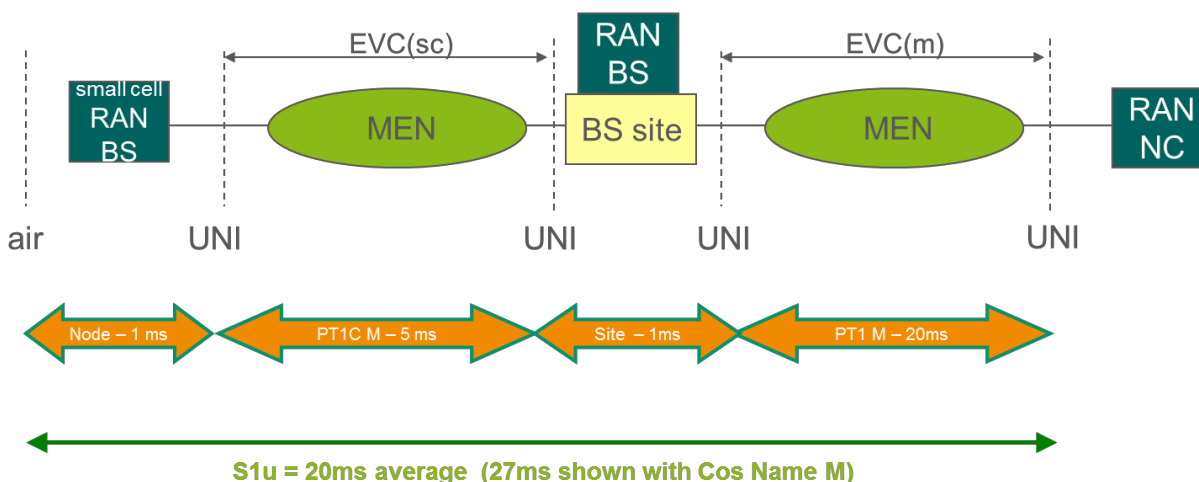 EVC(sc)
RAN
BS
EVC(m)
small cell
RAN
BS
MEN
BS site
MEN
RAN
NC
air
UNI
UNI
UNI
UNI
Node – 1 ms
PT1C M – 5 ms
Site – 1ms
PT1 M – 20ms
S1u = 20ms average (27ms shown with Cos Name M)